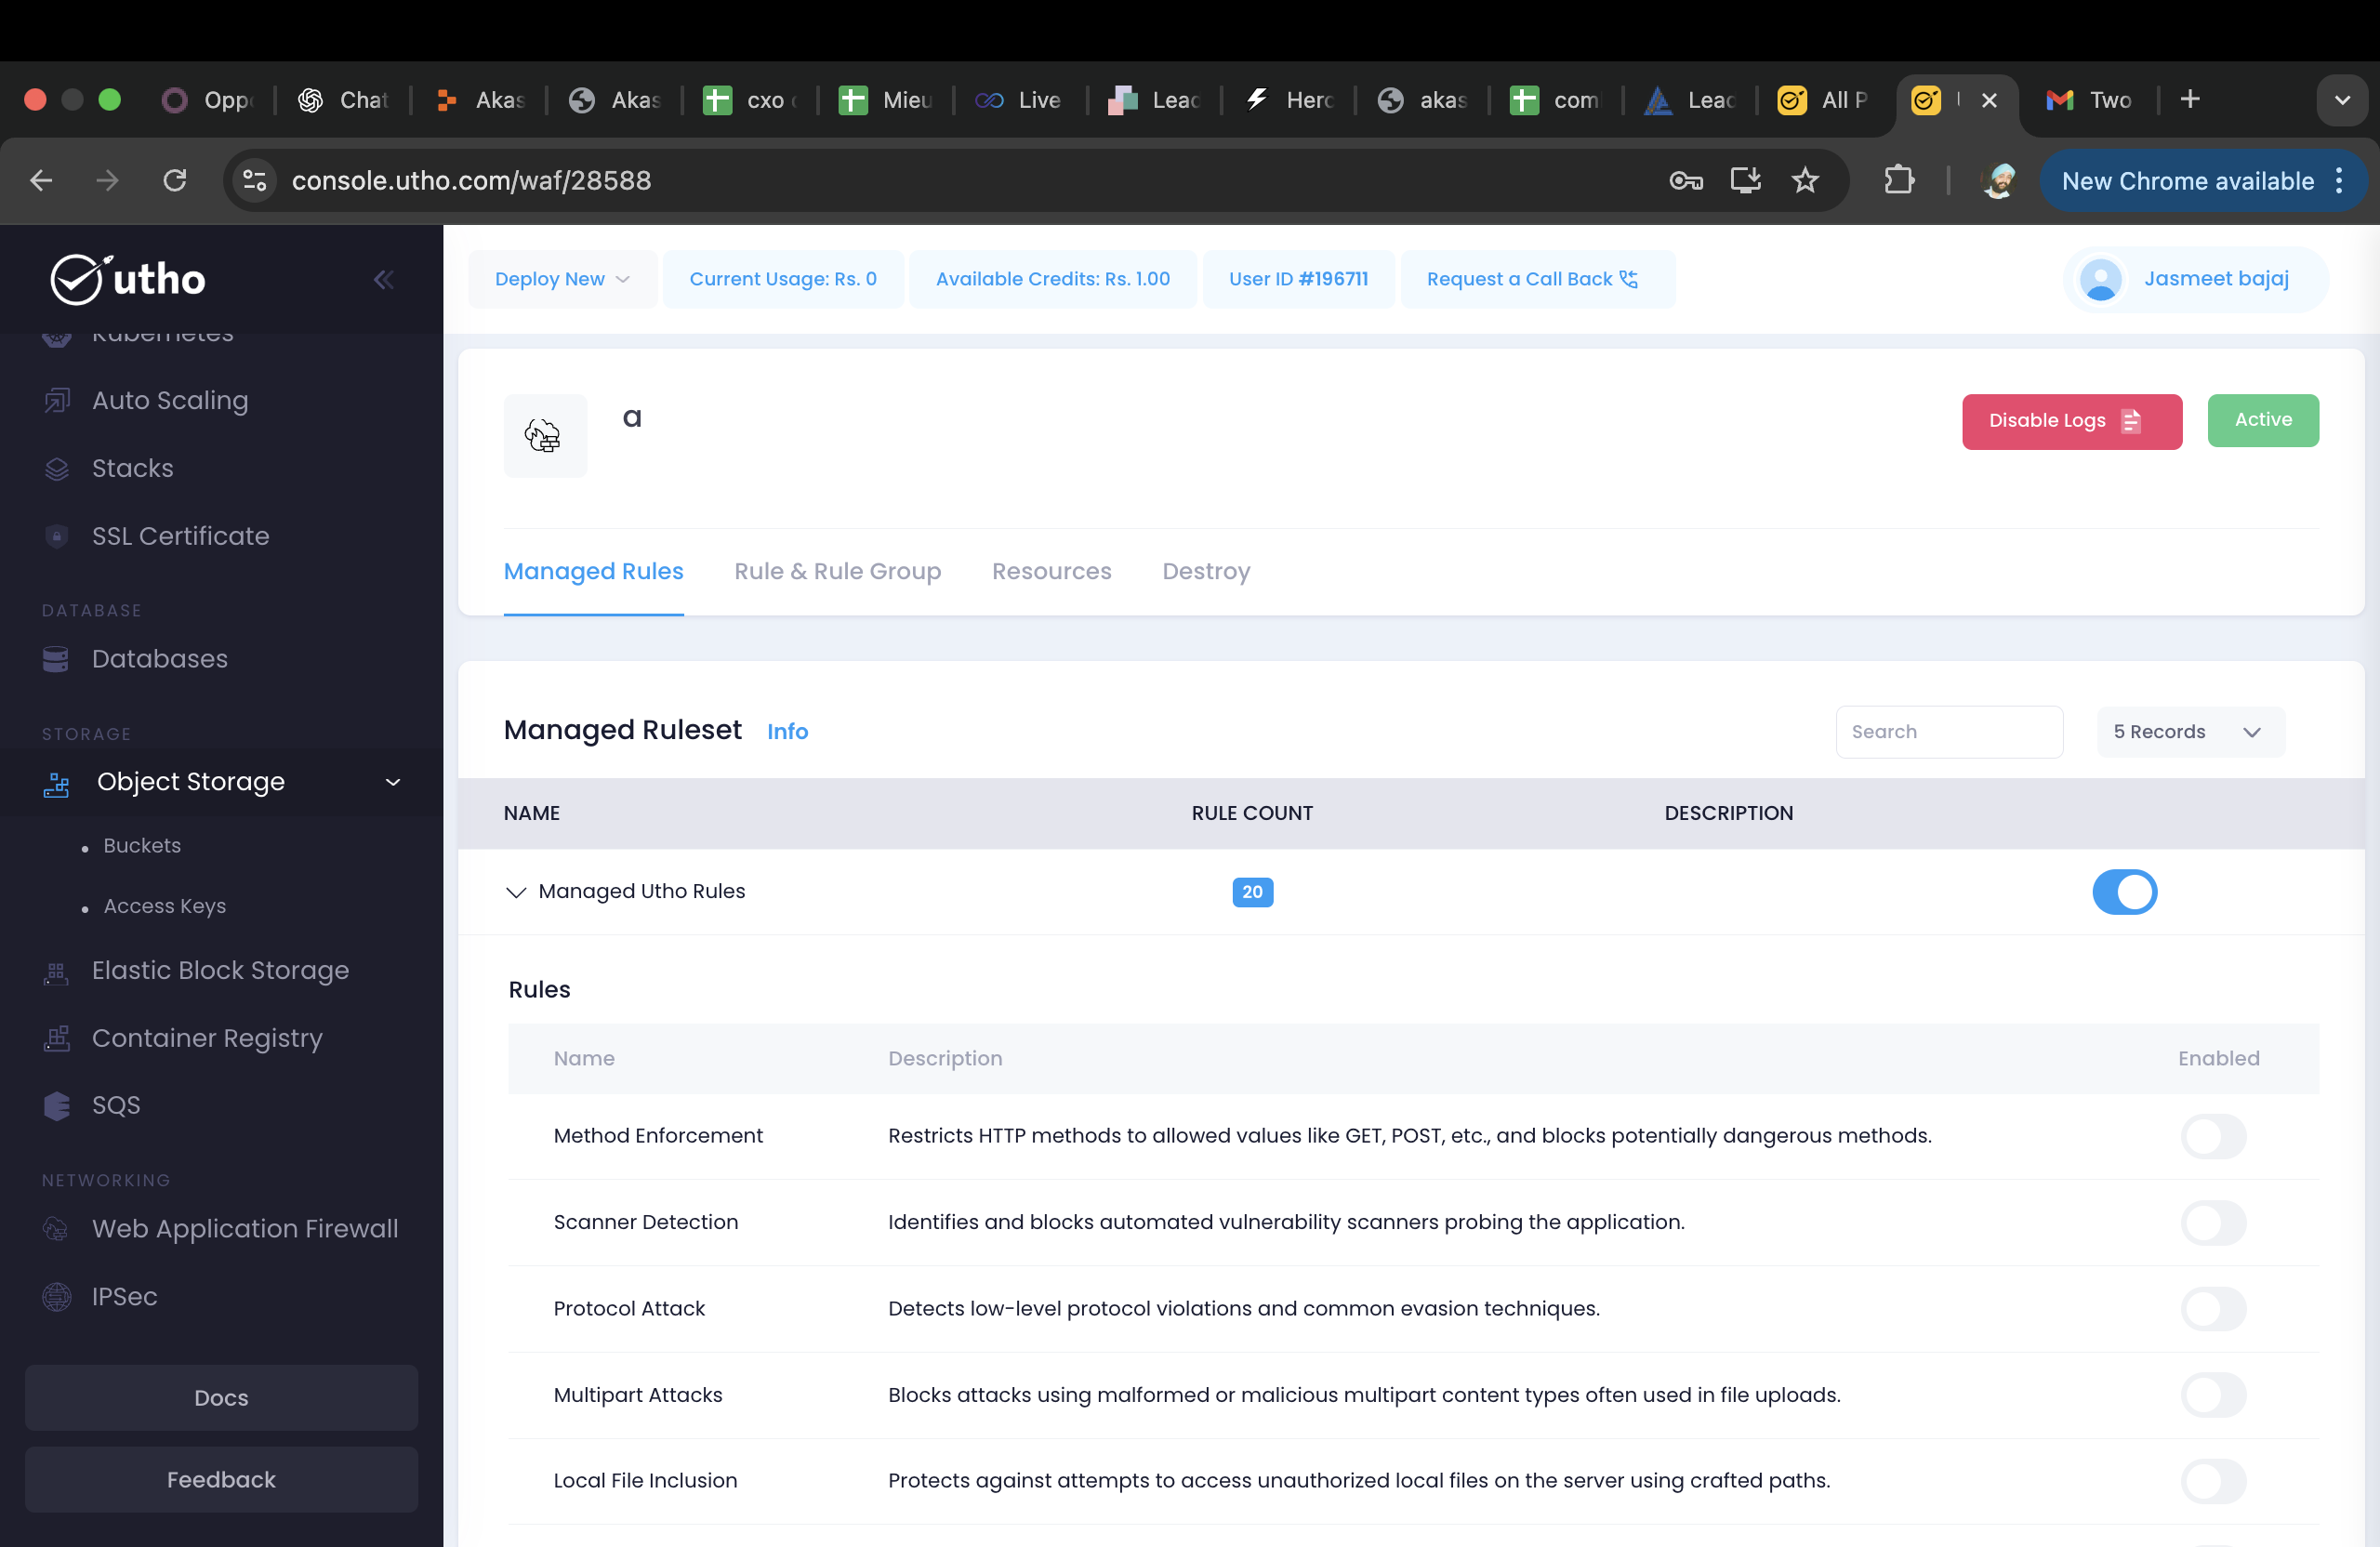 Oppo
Chat
Akas
Akas
cxo
Mieu
Live
Leac
Hero
akas
com
Leac
All P
Two
console.utho.com/waf/28588
New Chrome available
utho
Deploy New
Current Usage: Rs. 0
Available Credits: Rs. 1.00
User ID #196711
Request a Call Back
Jasmeet bajaj
Kubernetes
Auto Scaling
Stacks
SSL Certificate
DATABASE
Databases
STORAGE
Object Storage
Buckets
Access Keys
Elastic Block Storage
Container Registry
SQS
NETWORKING
Web Application Firewall
IPSec
Docs
Feedback
a
Disable Logs
Active
Managed Rules Rule & Rule Group Resources Destroy
Managed Ruleset Info
Search
5 Records
NAME RULE COUNT DESCRIPTION
Managed Utho Rules 20
Rules
Name Description Enabled
Method Enforcement Restricts HTTP methods to allowed values like GET, POST, etc., and blocks potentially dangerous methods.
Scanner Detection Identifies and blocks automated vulnerability scanners probing the application.
Protocol Attack Detects low-level protocol violations and common evasion techniques.
Multipart Attacks Blocks attacks using malformed or malicious multipart content types often used in file uploads.
Local File Inclusion Protects against attempts to access unauthorized local files on the server using crafted paths.